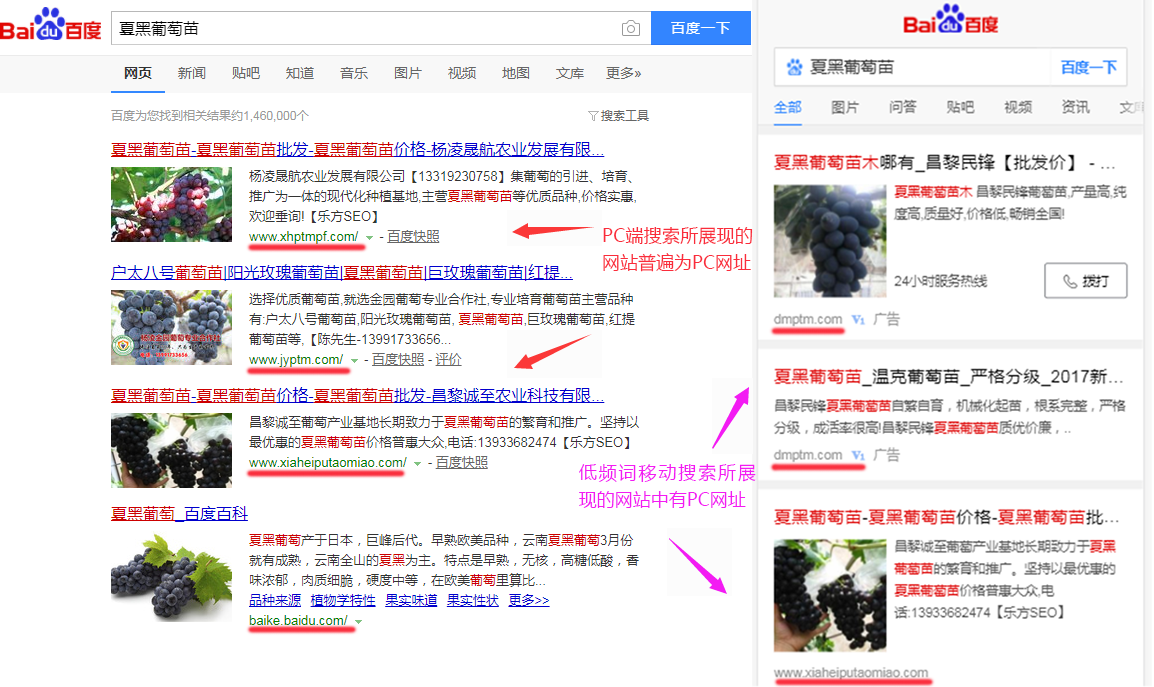 Bai du 百度
夏黑葡萄苗
百度一下
网页 新闻 贴吧 知道 音乐 图片 视频 地图 文库 更多»
百度为您找到相关结果约1,460,000个
搜索工具
夏黑葡萄苗-夏黑葡萄苗批发-夏黑葡萄苗价格-杨凌晟航农业发展有限...
杨凌晟航农业发展有限公司【13319230758】集葡萄的引进、培育、
推广为一体的现代化种植基地,主营夏黑葡萄苗等优质品种,价格实惠,
欢迎垂询!【乐方SEO】
www.xhptmpf.com/ - 百度快照
户太八号葡萄苗|阳光玫瑰葡萄苗|夏黑葡萄苗|巨玫瑰葡萄苗|红提...
选择优质葡萄苗,就选金园葡萄专业合作社,专业培育葡萄苗主营品种
有:户太八号葡萄苗,阳光玫瑰葡萄苗, 夏黑葡萄苗,巨玫瑰葡萄苗,红提
葡萄苗等,【陈先生-13991733656...
www.jyptm.com/ - 百度快照 - 评价
夏黑葡萄苗-夏黑葡萄苗价格-夏黑葡萄苗批发-昌黎诚至农业科技有限...
昌黎诚至葡萄产业基地长期致力于夏黑葡萄苗的繁育和推广。坚持以
最优惠的夏黑葡萄苗价格普惠大众,电话:13933682474【乐方SEO】
www.xiaheiputaomiao.com/ - 百度快照
夏黑葡萄_百度百科
夏黑葡萄产于日本，巨峰后代。早熟欧美品种，云南夏黑葡萄3月份
就有成熟，云南全山的夏黑为主。特点是早熟，无核，高糖低酸，香
味浓郁，肉质细脆，硬度中等，在欧美葡萄里算比...
品种来源 植物学特性 果实味道 果实性状 更多>>
baike.baidu.com/
PC端搜索所展现的
网站普遍为PC网址
低频词移动搜索所展
现的网站中有PC网址
Bai du 百度
夏黑葡萄苗
百度一下
全部 图片 问答 贴吧 视频 资讯 文库
夏黑葡萄苗木哪有_昌黎民锋【批发价】 - ...
夏黑葡萄苗木 昌黎民锋葡萄苗,产量高,纯
度高,质量好,价格低,畅销全国!
24小时服务热线
拨打
dmptm.com V1 广告
夏黑葡萄苗_温克葡萄苗_严格分级_2017新...
昌黎民锋夏黑葡萄苗自繁自育，机械化起苗，根系完整，严格
分级，成活率很高!昌黎民锋夏黑葡萄苗质优价廉，..
dmptm.com V1 广告
夏黑葡萄苗-夏黑葡萄苗价格-夏黑葡萄苗批...
昌黎诚至葡萄产业基地长期致力于夏黑
葡萄苗的繁育和推广。坚持以最优惠的
夏黑葡萄苗价格普惠大众,电
话:13933682474【乐方SEO】
www.xiaheiputaomiao.com